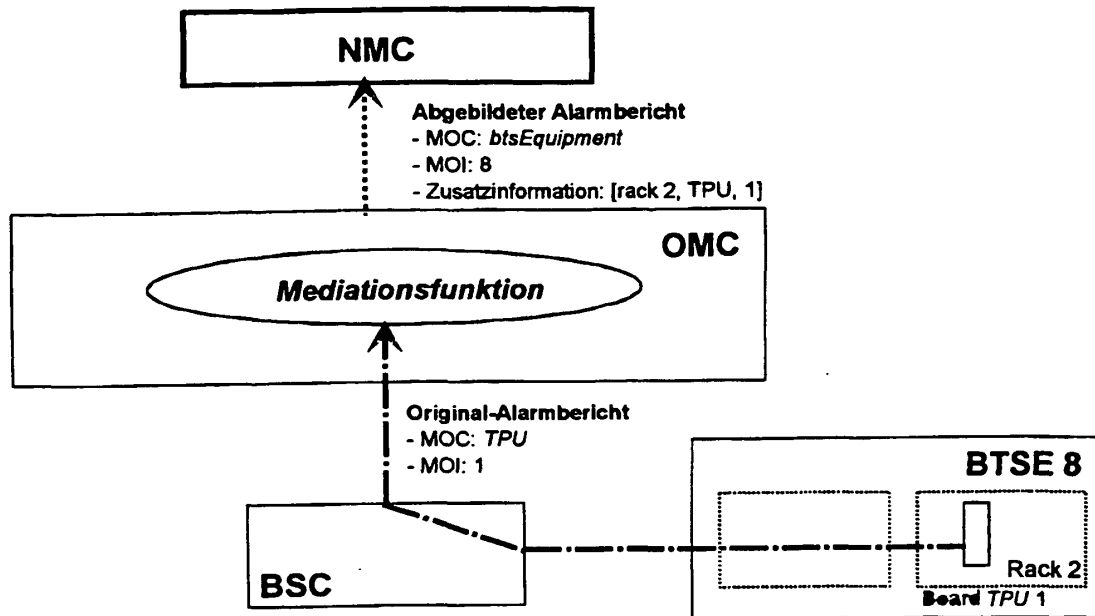 NMC
Abgebildeter Alarmbericht
- MOC: btsEquipment
- MOI: 8
- Zusatzinformation: [rack 2, TPU, 1]
OMC
Mediationsfunktion
Original-Alarmbericht
- MOC: TPU
- MOI: 1
BTSE 8
BSC
Rack 2
Board TPU 1